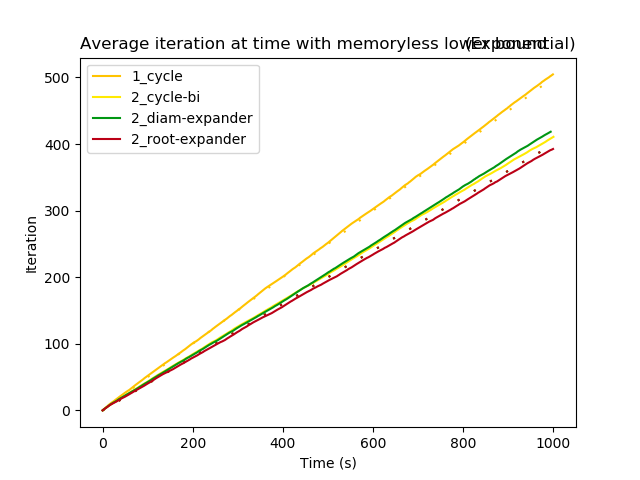 Average iteration at time with memoryless lower bound (Exponential)
1_cycle
2_cycle-bi
2_diam-expander
2_root-expander
Iteration
500
400
300
200
100
0
0 200 400 600 800 1000
Time (s)